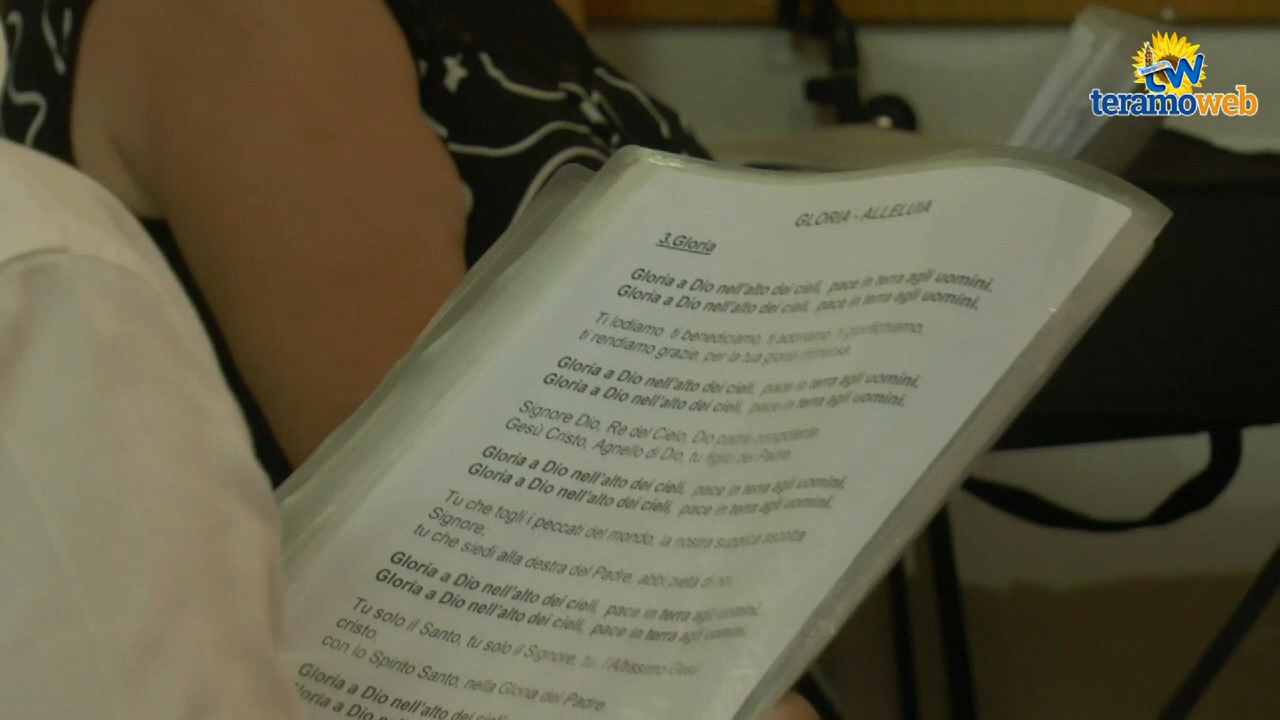 tw
teramoweb
GLORIA - ALLELUIA
3.Gloria
Gloria a Dio nell'alto dei cieli, pace in terra agli uomini.
Gloria a Dio nell'alto dei cieli, pace in terra agli uomini.
Ti lodiamo ti benediciamo, ti adoriamo, ti glorifichiamo,
ti rendiamo grazie, per la tua gloria immensa.
Gloria a Dio nell'alto dei cieli, pace in terra agli uomini.
Gloria a Dio nell'alto dei cieli, pace in terra agli uomini.
Signore Dio, Re del Cielo, Dio padre onnipotente.
Gesù Cristo, Agnello di Dio, tu figlio del Padre.
Gloria a Dio nell'alto dei cieli, pace in terra agli uomini.
Gloria a Dio nell'alto dei cieli, pace in terra agli uomini.
Tu che togli i peccati del mondo, la nostra supplica ascolta
Signore,
tu che siedi alla destra del Padre, abbi pietà di noi.
Gloria a Dio nell'alto dei cieli, pace in terra agli uomini.
Gloria a Dio nell'alto dei cieli, pace in terra agli uomini.
Tu solo il Santo, tu solo il Signore, tu, l'Altissimo Gesù
cristo,
con lo Spirito Santo, nella Gloria del Padre.
Gloria a Dio nell'alto dei cieli,
Gloria a Dio